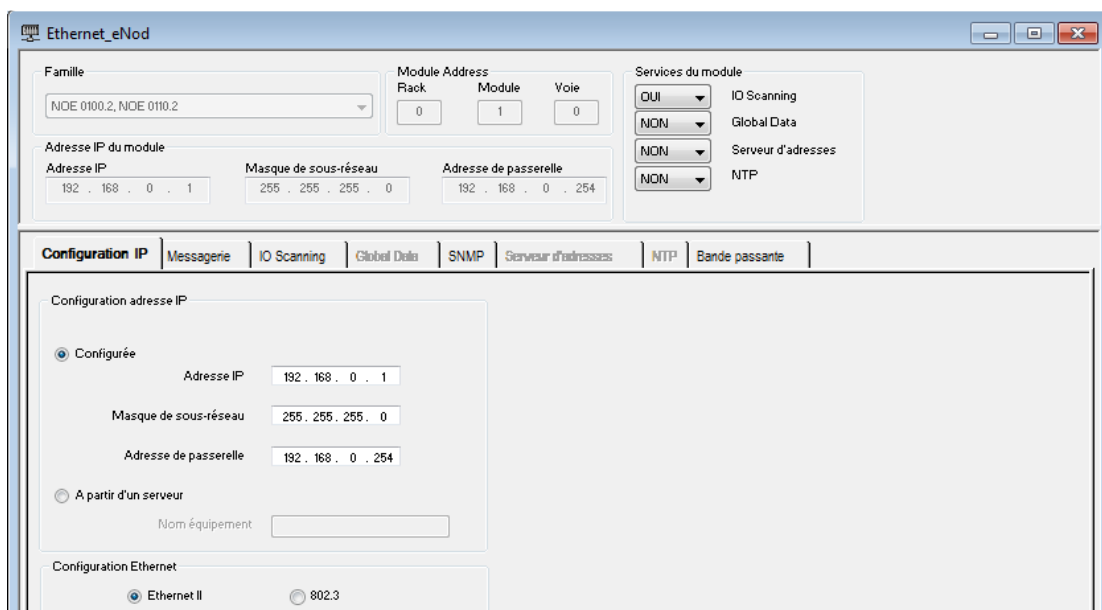 Ethernet_eNod
Famille
NOE 0100.2, NOE 0110.2
Module Address
Rack Module Voie
0 1 0
Services du module
OUI IO Scanning
NON Global Data
NON Serveur d'adresses
NON NTP
Adresse IP du module
Adresse IP Masque de sous-réseau Adresse de passerelle
192 . 168 . 0 . 1 255 . 255 . 255 . 0 192 . 168 . 0 . 254
Configuration IP Messagerie IO Scanning Global Data SNMP Serveur d'adresses NTP Bande passante
Configuration adresse IP
Configurée
Adresse IP 192 . 168 . 0 . 1
Masque de sous-réseau 255 . 255 . 255 . 0
Adresse de passerelle 192 . 168 . 0 . 254
A partir d'un serveur
Nom équipement
Configuration Ethernet
Ethernet II 802.3